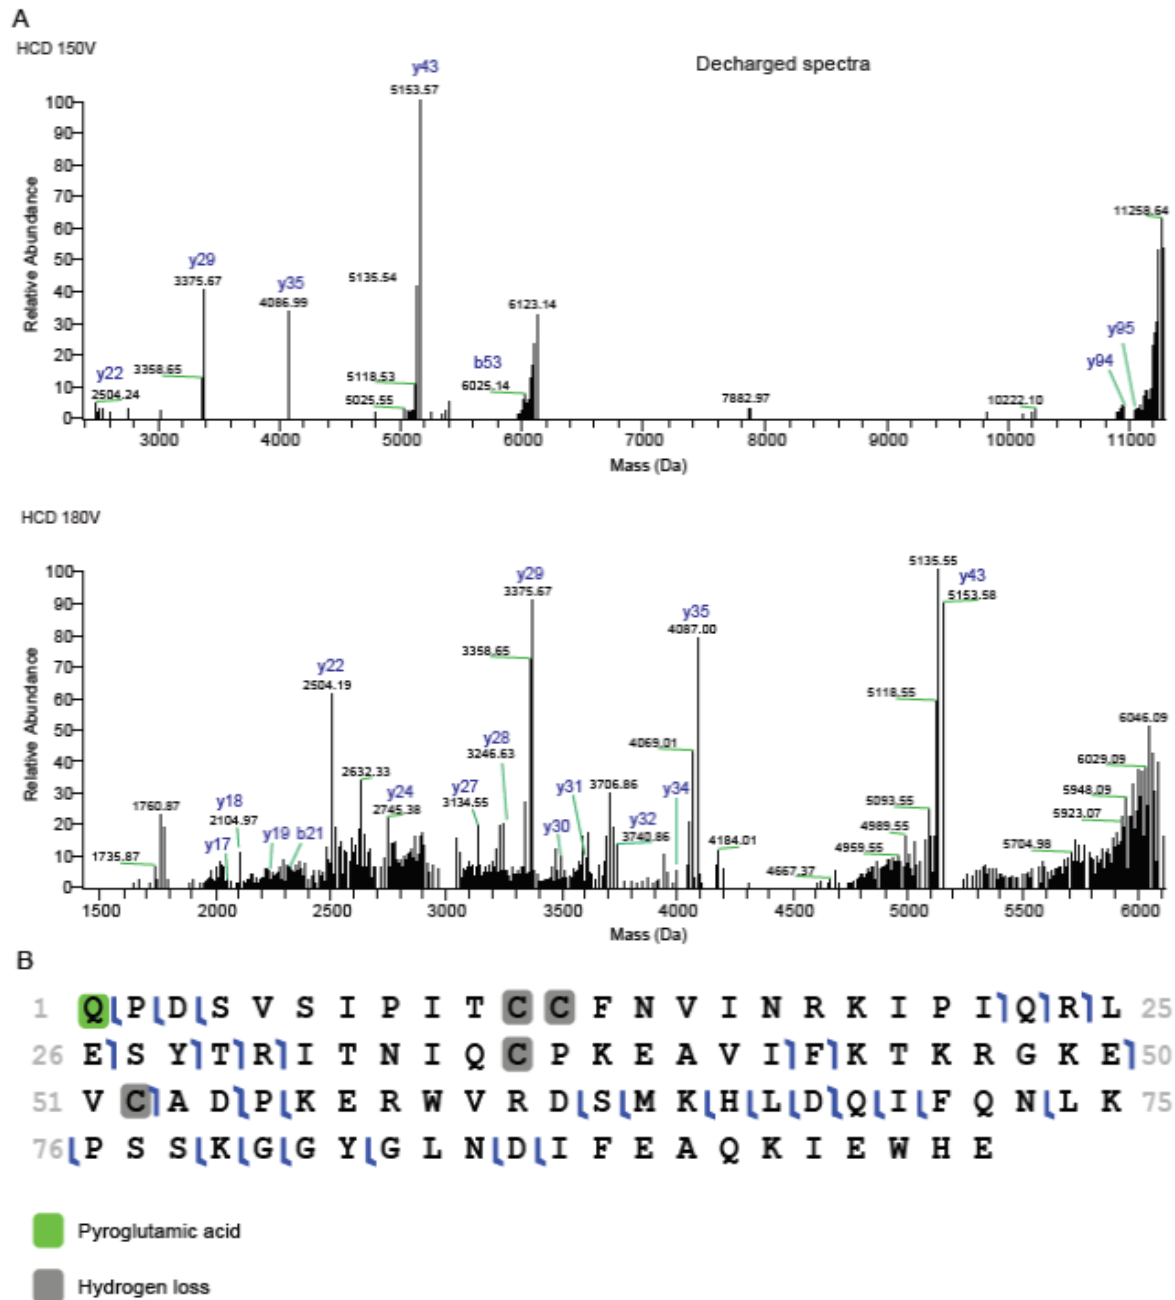 A
HCD 150V
Decharged spectra
y43
5153.57
100
90
80
70
60
50
40
30
20
10
0
Relative Abundance
11258.64
y29
3375.67
5135.54
y35
4086.99
6123.14
y95
y94
b53
6025.14
3358.65
y22
2504.24
5118.53
5025.55
7882.97
10222.10
3000 4000 5000 6000 7000 8000 9000 10000 11000
Mass (Da)
HCD 180V
100
90
80
70
60
50
40
30
20
10
0
Relative Abundance
5135.55
y43
5153.58
y29
3375.67
y35
4087.00
3358.65
y22
2504.19
5118.55
6046.09
y28
3246.63
4069.01
6029.09
2632.33
y27
3134.55
y31
3706.86
y34
5948.09
y24
2745.38
5093.55
5923.07
1760.87
y18
2104.97
y30
y32
3740.86
4989.55
y17
y19 b21
4184.01
4959.55
5704.98
1735.87
4667.37
1500 2000 2500 3000 3500 4000 4500 5000 5500 6000
Mass (Da)
B
1 Q P D S V S I P I T C C F N V I N R K I P I Q R L 25
26 E S Y T R I T N I Q C P K E A V I F K T K R G K E 50
51 V C A D P K E R W V R D S M K H L D Q I F Q N L K 75
76 P S S K G G Y G L N D I F E A Q K I E W H E
Pyroglutamic acid
Hydrogen loss